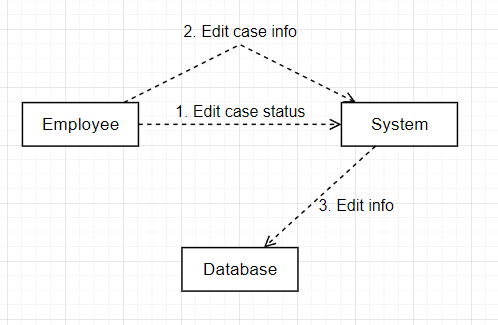 2. Edit case info
Employee
1. Edit case status
System
3. Edit info
Database